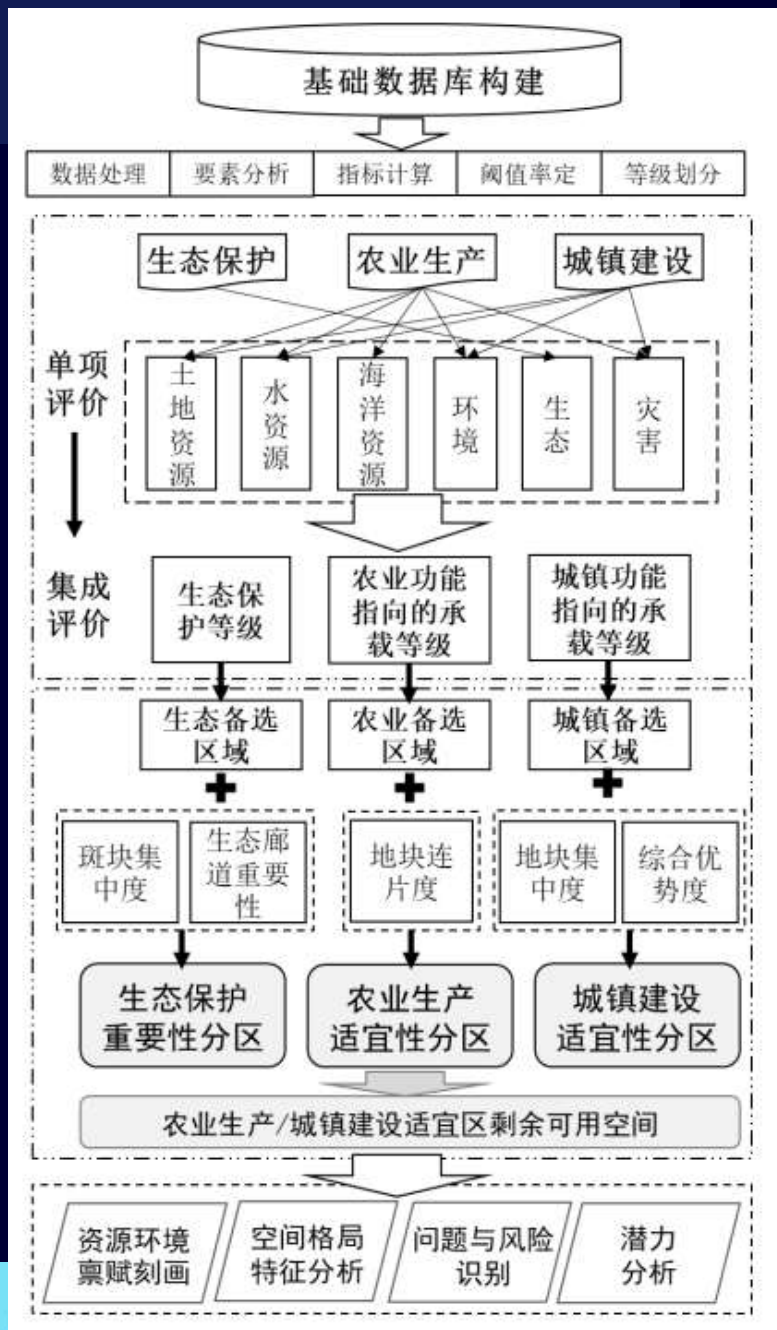 基础数据库构建
数据处理 要素分析 指标计算 阈值率定 等级划分
生态保护 农业生产 城镇建设
单项
评价
土地资源
水资源
海洋资源
环境
生态
灾害
集成
评价
生态保
护等级
农业功能
指向的承
载等级
城镇功能
指向的承
载等级
生态备选
区域
农业备选
区域
城镇备选
区域
斑块集
中度
生态廊
道重要
性
地块连
片度
地块集
中度
综合优
势度
生态保护
重要性分区
农业生产
适宜性分区
城镇建设
适宜性分区
农业生产/城镇建设适宜区剩余可用空间
资源环境
禀赋刻画
空间格局
特征分析
问题与风险
识别
潜力
分析